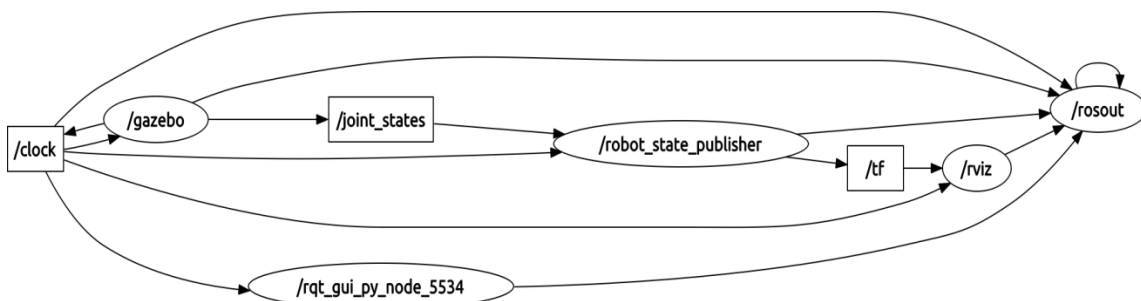 /clock
/gazebo
/joint_states
/robot_state_publisher
/tf
/rviz
/rosout
/rqt_gui_py_node_5534